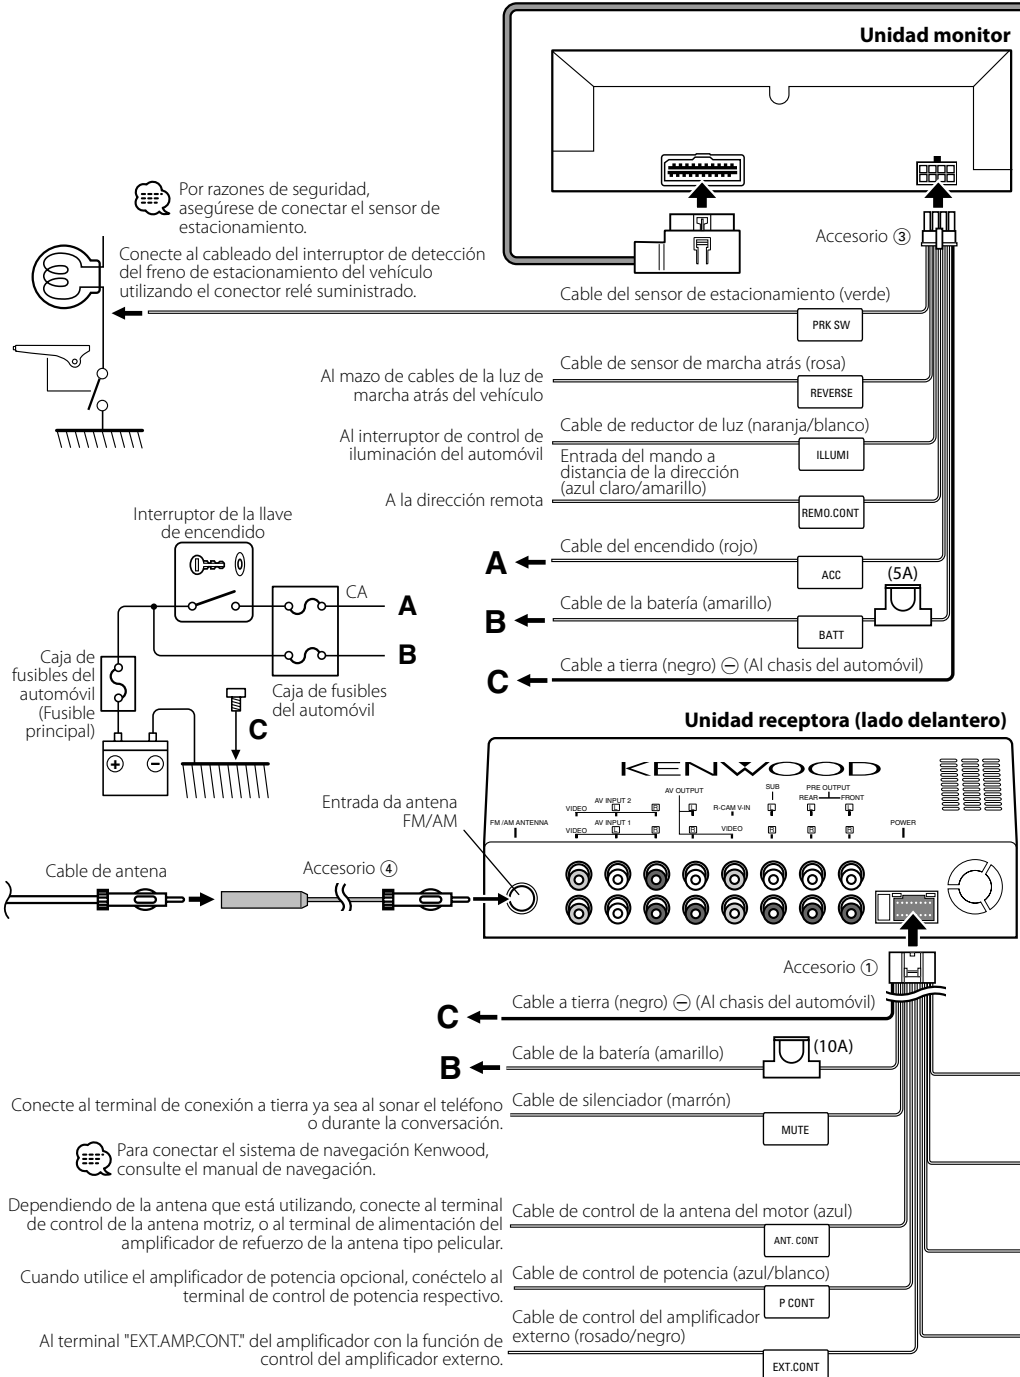 Unidad monitor
Por razones de seguridad,
asegúrese de conectar el sensor de
estacionamiento.
Accesorio ③
Conecte al cableado del interruptor de detección
del freno de estacionamiento del vehículo
utilizando el conector relé suministrado.
Cable del sensor de estacionamiento (verde)
PRK SW
Cable de sensor de marcha atrás (rosa)
Al mazo de cables de la luz de
marcha atrás del vehículo
REVERSE
Cable de reductor de luz (naranja/blanco)
Al interruptor de control de
iluminación del automóvil
ILLUMI
Entrada del mando a
distancia de la dirección
(azul claro/amarillo)
A la dirección remota
REMO.CONT
Interruptor de la llave
de encendido
Cable del encendido (rojo)
A
ACC
(5A)
CA
A
Cable de la batería (amarillo)
B
BATT
B
Caja de
fusibles del
automóvil
(Fusible
principal)
Cable a tierra (negro) ⊖ (Al chasis del automóvil)
C
Caja de fusibles
del automóvil
C
+ −
Unidad receptora (lado delantero)
KENWOOD
Entrada da antena
FM/AM
FM /AM ANTENNA
AV INPUT 2
VIDEO L R
AV INPUT 1
VIDEO L R
AV OUTPUT
L
R
R-CAM V-IN
VIDEO
SUB
L
R
PRE OUTPUT
REAR FRONT
L L
R R
POWER
Cable de antena
Accesorio ④
Accesorio ①
Cable a tierra (negro) ⊖ (Al chasis del automóvil)
C
Cable de la batería (amarillo)
(10A)
B
Conecte al terminal de conexión a tierra ya sea al sonar el teléfono
o durante la conversación.
Cable de silenciador (marrón)
MUTE
Para conectar el sistema de navegación Kenwood,
consulte el manual de navegación.
Dependiendo de la antena que está utilizando, conecte al terminal
de control de la antena motriz, o al terminal de alimentación del
amplificador de refuerzo de la antena tipo pelicular.
Cable de control de la antena del motor (azul)
ANT. CONT
Cuando utilice el amplificador de potencia opcional, conéctelo al
terminal de control de potencia respectivo.
Cable de control de potencia (azul/blanco)
P CONT
Cable de control del amplificador
externo (rosado/negro)
Al terminal "EXT.AMP.CONT." del amplificador con la función de
control del amplificador externo.
EXT.CONT